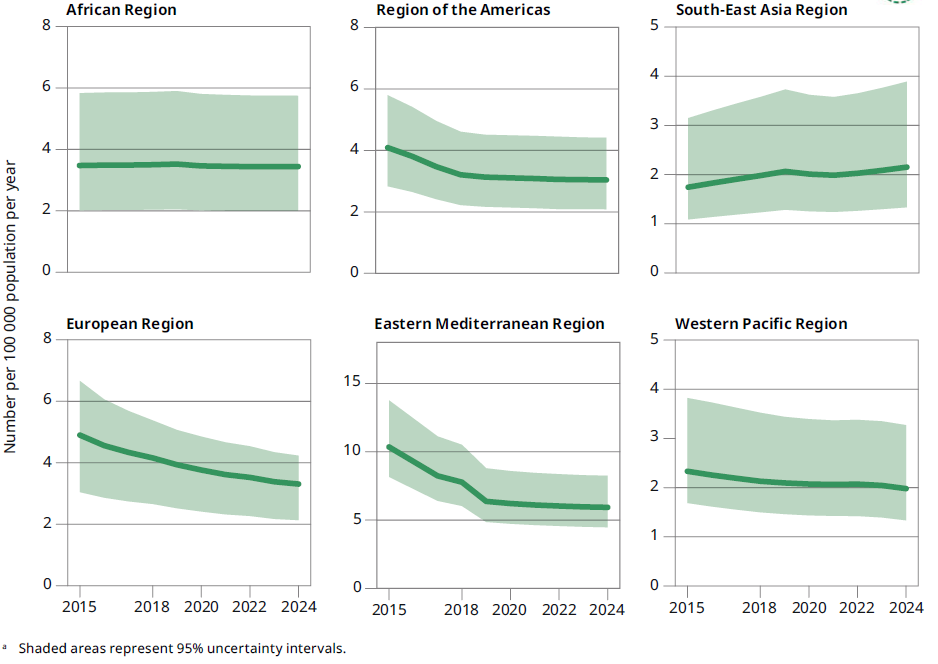 African Region
Region of the Americas
South-East Asia Region
8
6
4
2
0
8
6
4
2
0
5
4
3
2
1
0
Number per 100 000 population per year
European Region
Eastern Mediterranean Region
Western Pacific Region
8
6
4
2
0
15
10
5
0
5
4
3
2
1
0
2015 2018 2020 2022 2024
2015 2018 2020 2022 2024
2015 2018 2020 2022 2024
a Shaded areas represent 95% uncertainty intervals.